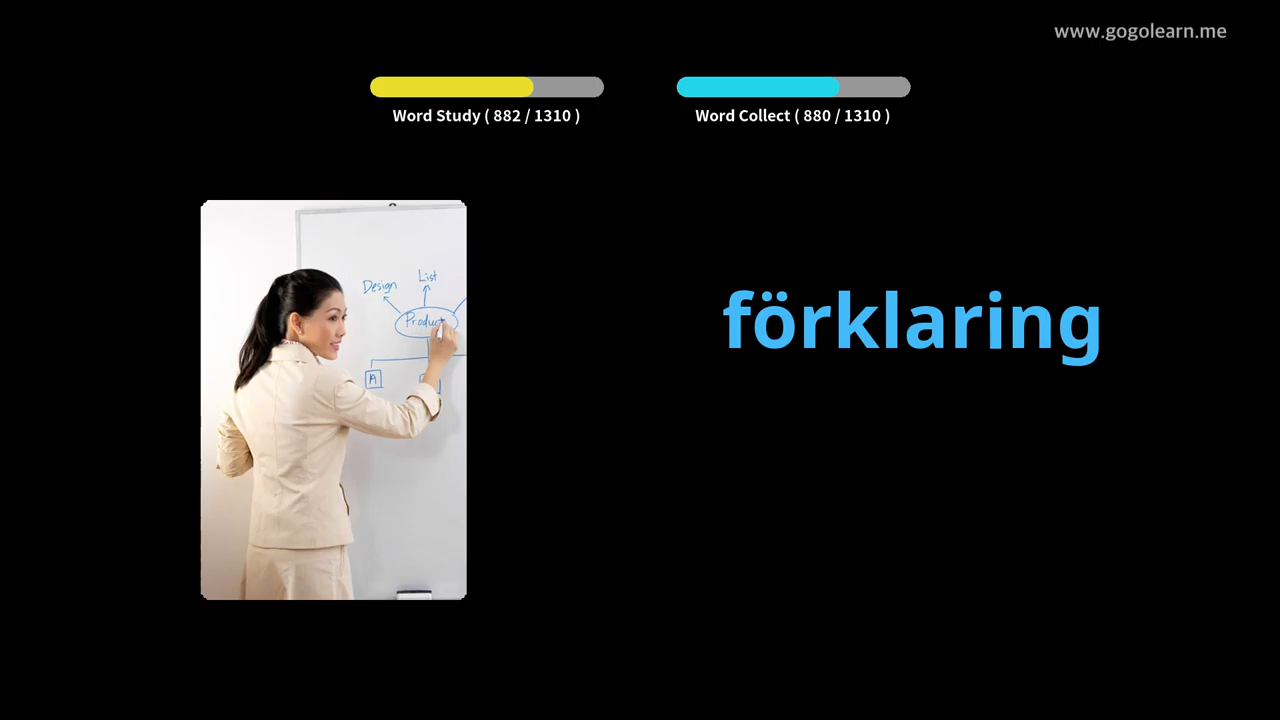 www.gogolearn.me
Word Study ( 882 / 1310 )
Word Collect ( 880 / 1310 )
List
Design
Product
A
förklaring